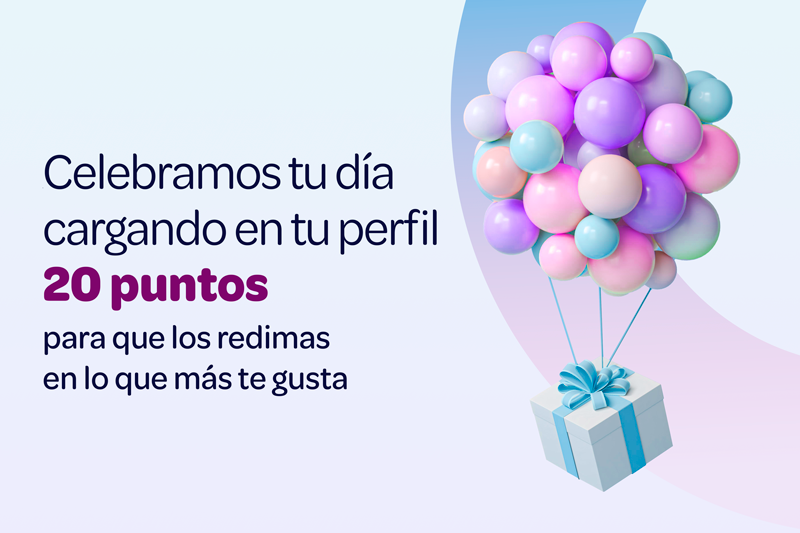 Celebramos tu día
cargando en tu perfil
20 puntos
para que los redimas
en lo que más te gusta